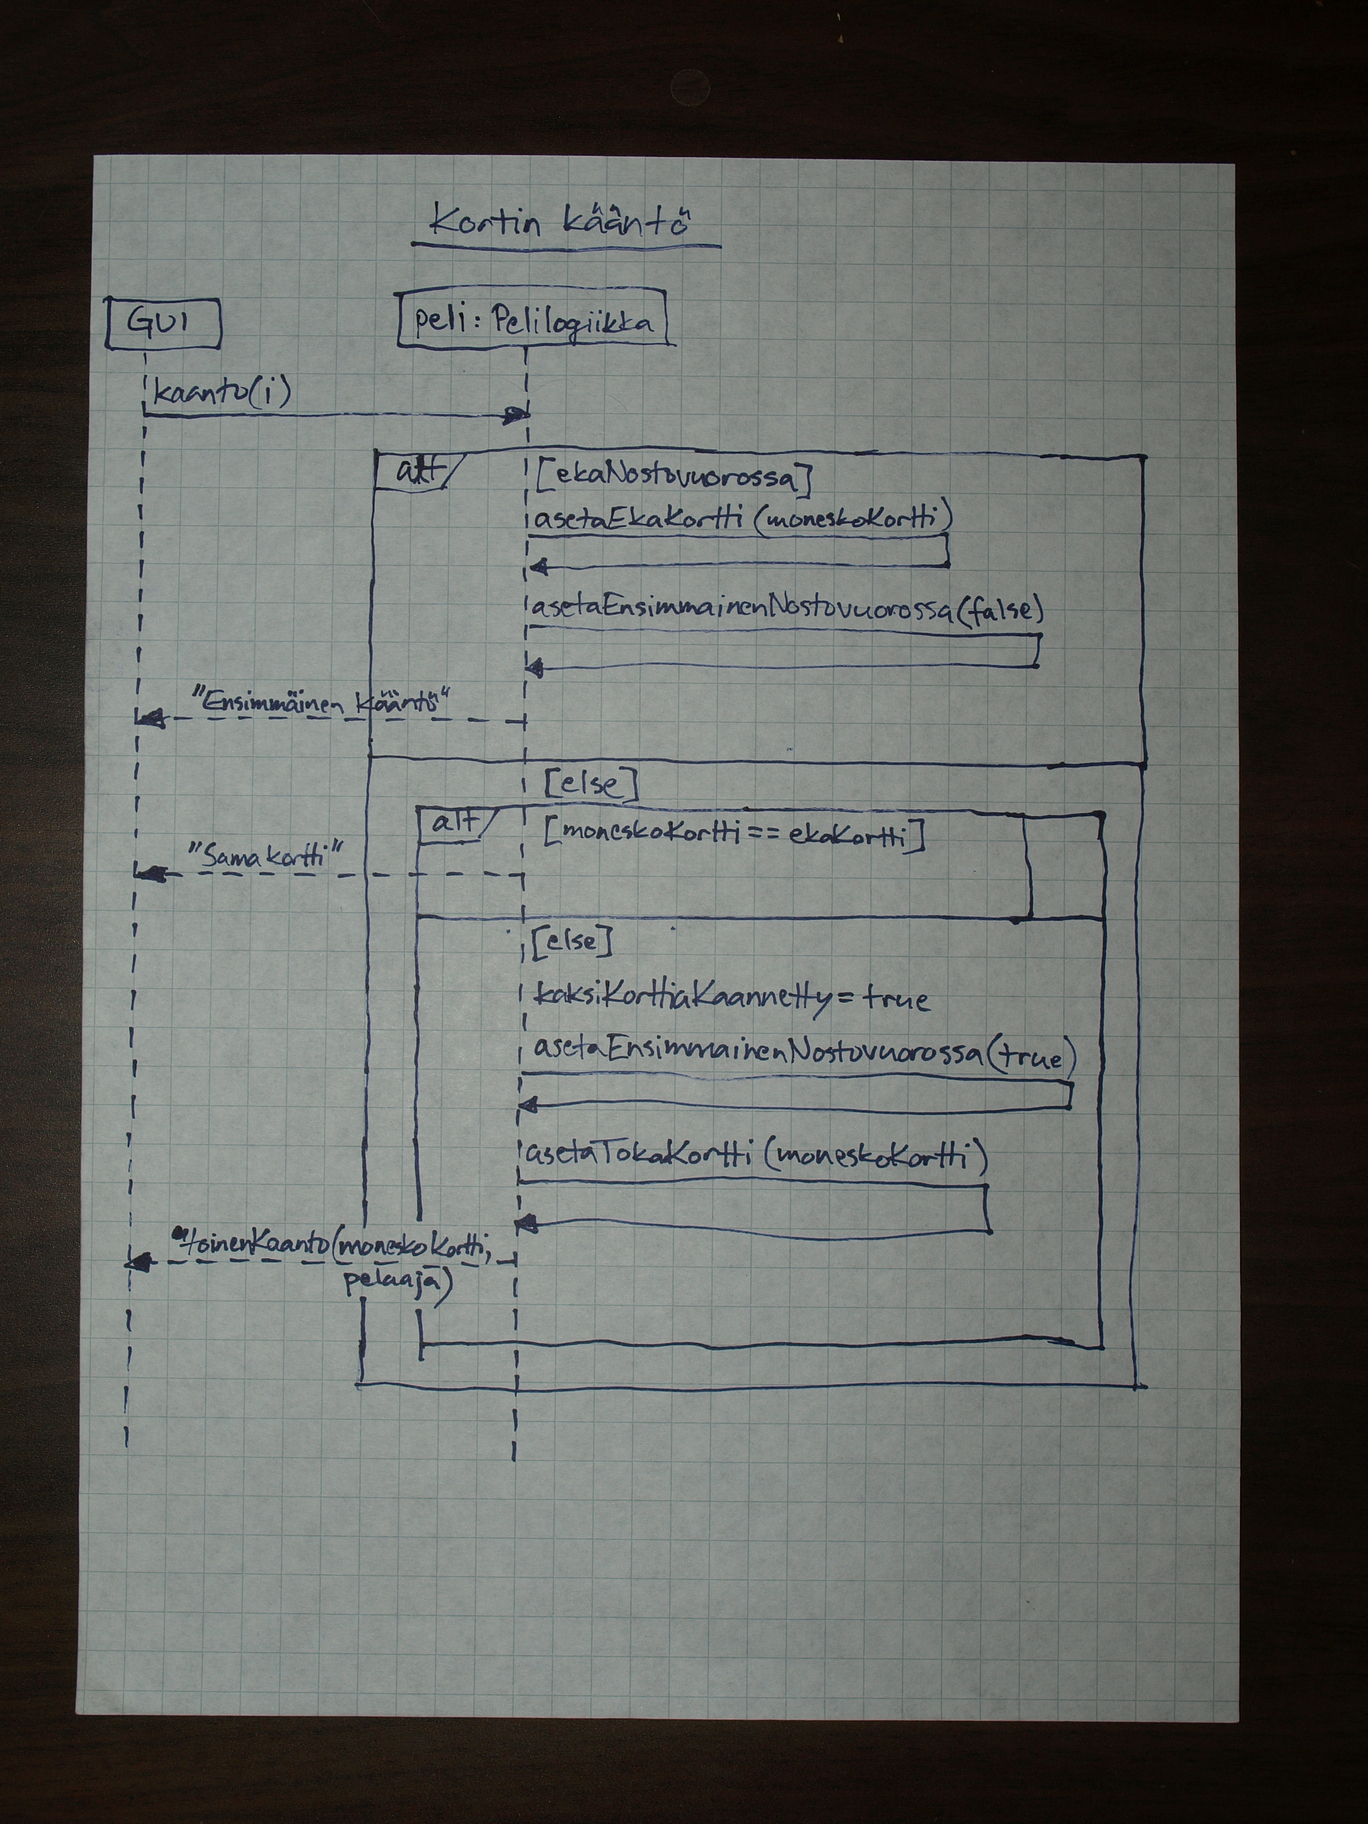 Kortin kääntö
GUI
peli: Pelilogiikka
kaanto(i)
alt
[ekaNostovuorossa]
asetaEkaKortti (moneskoKortti)
asetaEnsimmainenNostovuorossa(false)
"Ensimmäinen kääntö"
[else]
alt
[moneskoKortti == ekaKortti]
"Sama kortti"
[else]
kaksiKorttiaKaannetty = true
asetaEnsimmainenNostovuorossa(true)
asetaTokaKortti (moneskoKortti)
toinenKaanto(moneskoKortti,
pelaaja)